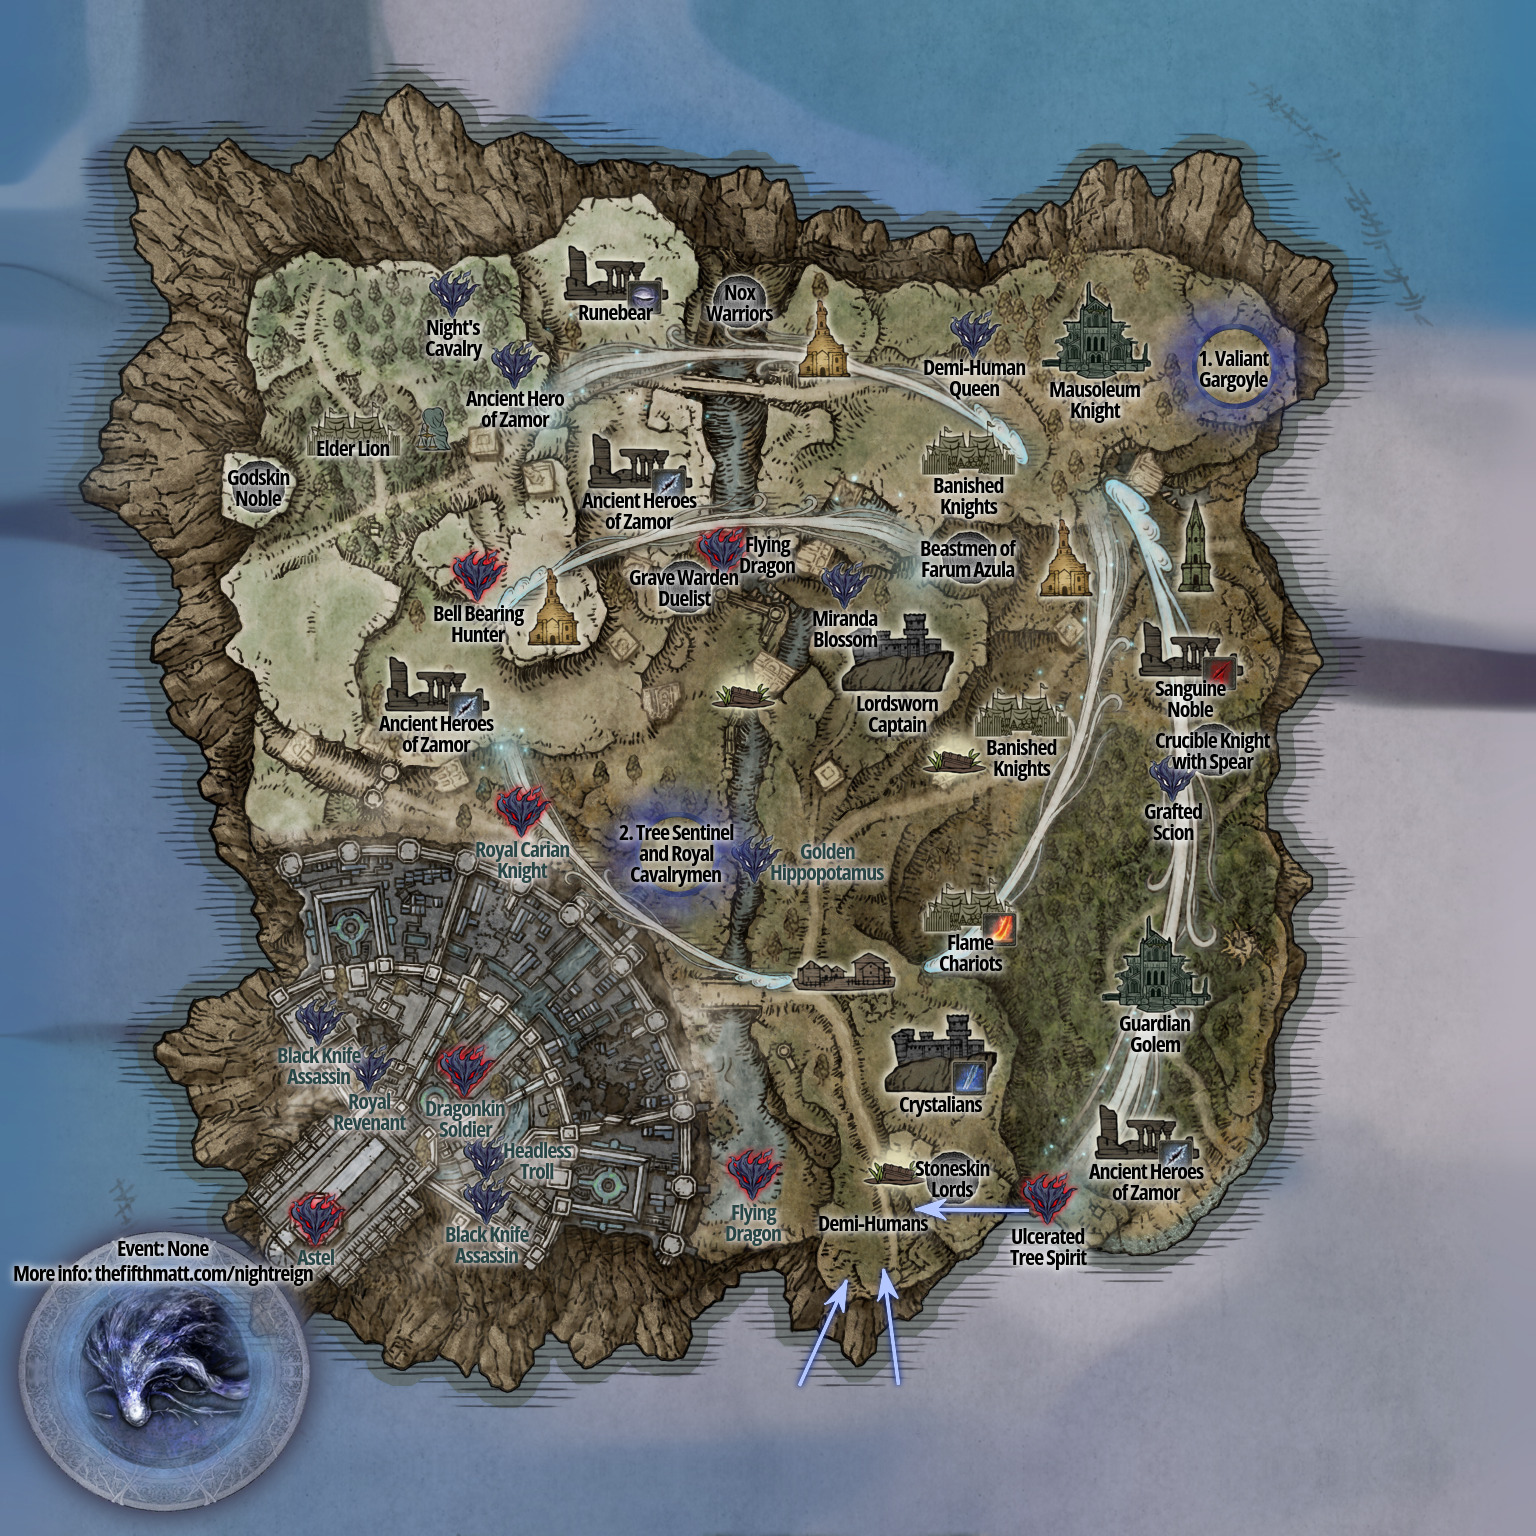 Runebear
Nox
Warriors
Night's
Cavalry
Demi-Human
Queen
1. Valiant
Gargoyle
Mausoleum
Knight
Ancient Hero
of Zamor
Elder Lion
Godskin
Noble
Ancient Heroes
of Zamor
Banished
Knights
Flying
Dragon
Beastmen of
Farum Azula
Grave Warden
Duelist
Bell Bearing
Hunter
Miranda
Blossom
Lordsworn
Captain
Sanguine
Noble
Ancient Heroes
of Zamor
Banished
Knights
Crucible Knight
with Spear
Grafted
Scion
2. Tree Sentinel
and Royal
Cavalrymen
Royal Carian
Knight
Golden
Hippopotamus
Flame
Chariots
Guardian
Golem
Black Knife
Assassin
Royal
Revenant
Dragonkin
Soldier
Crystalians
Headless
Troll
Stoneskin
Lords
Ancient Heroes
of Zamor
Flying
Dragon
Demi-Humans
Black Knife
Assassin
Ulcerated
Tree Spirit
Astel
Event: None
More info: thefifthmatt.com/nightreign